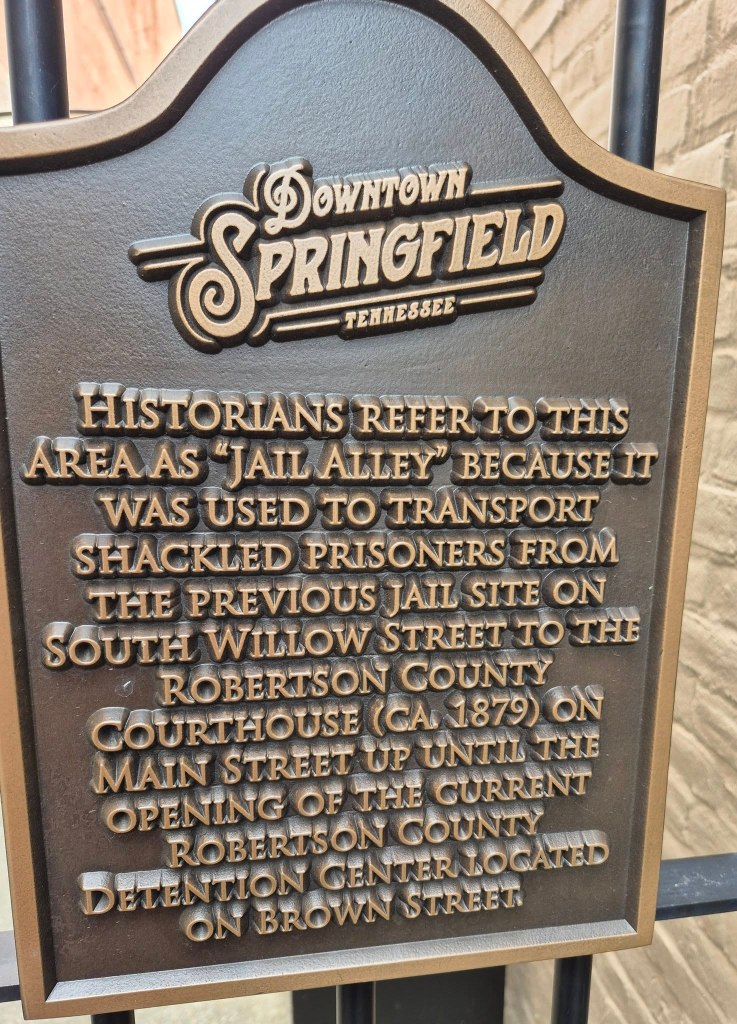 Downtown
Springfield
Tennessee
Historians refer to this
area as "Jail Alley" because it
was used to transport
shackled prisoners from
the previous jail site on
South Willow Street to the
Robertson County
Courthouse (ca. 1879) on
Main Street up until the
opening of the current
Robertson County
Detention Center located
on Brown Street.